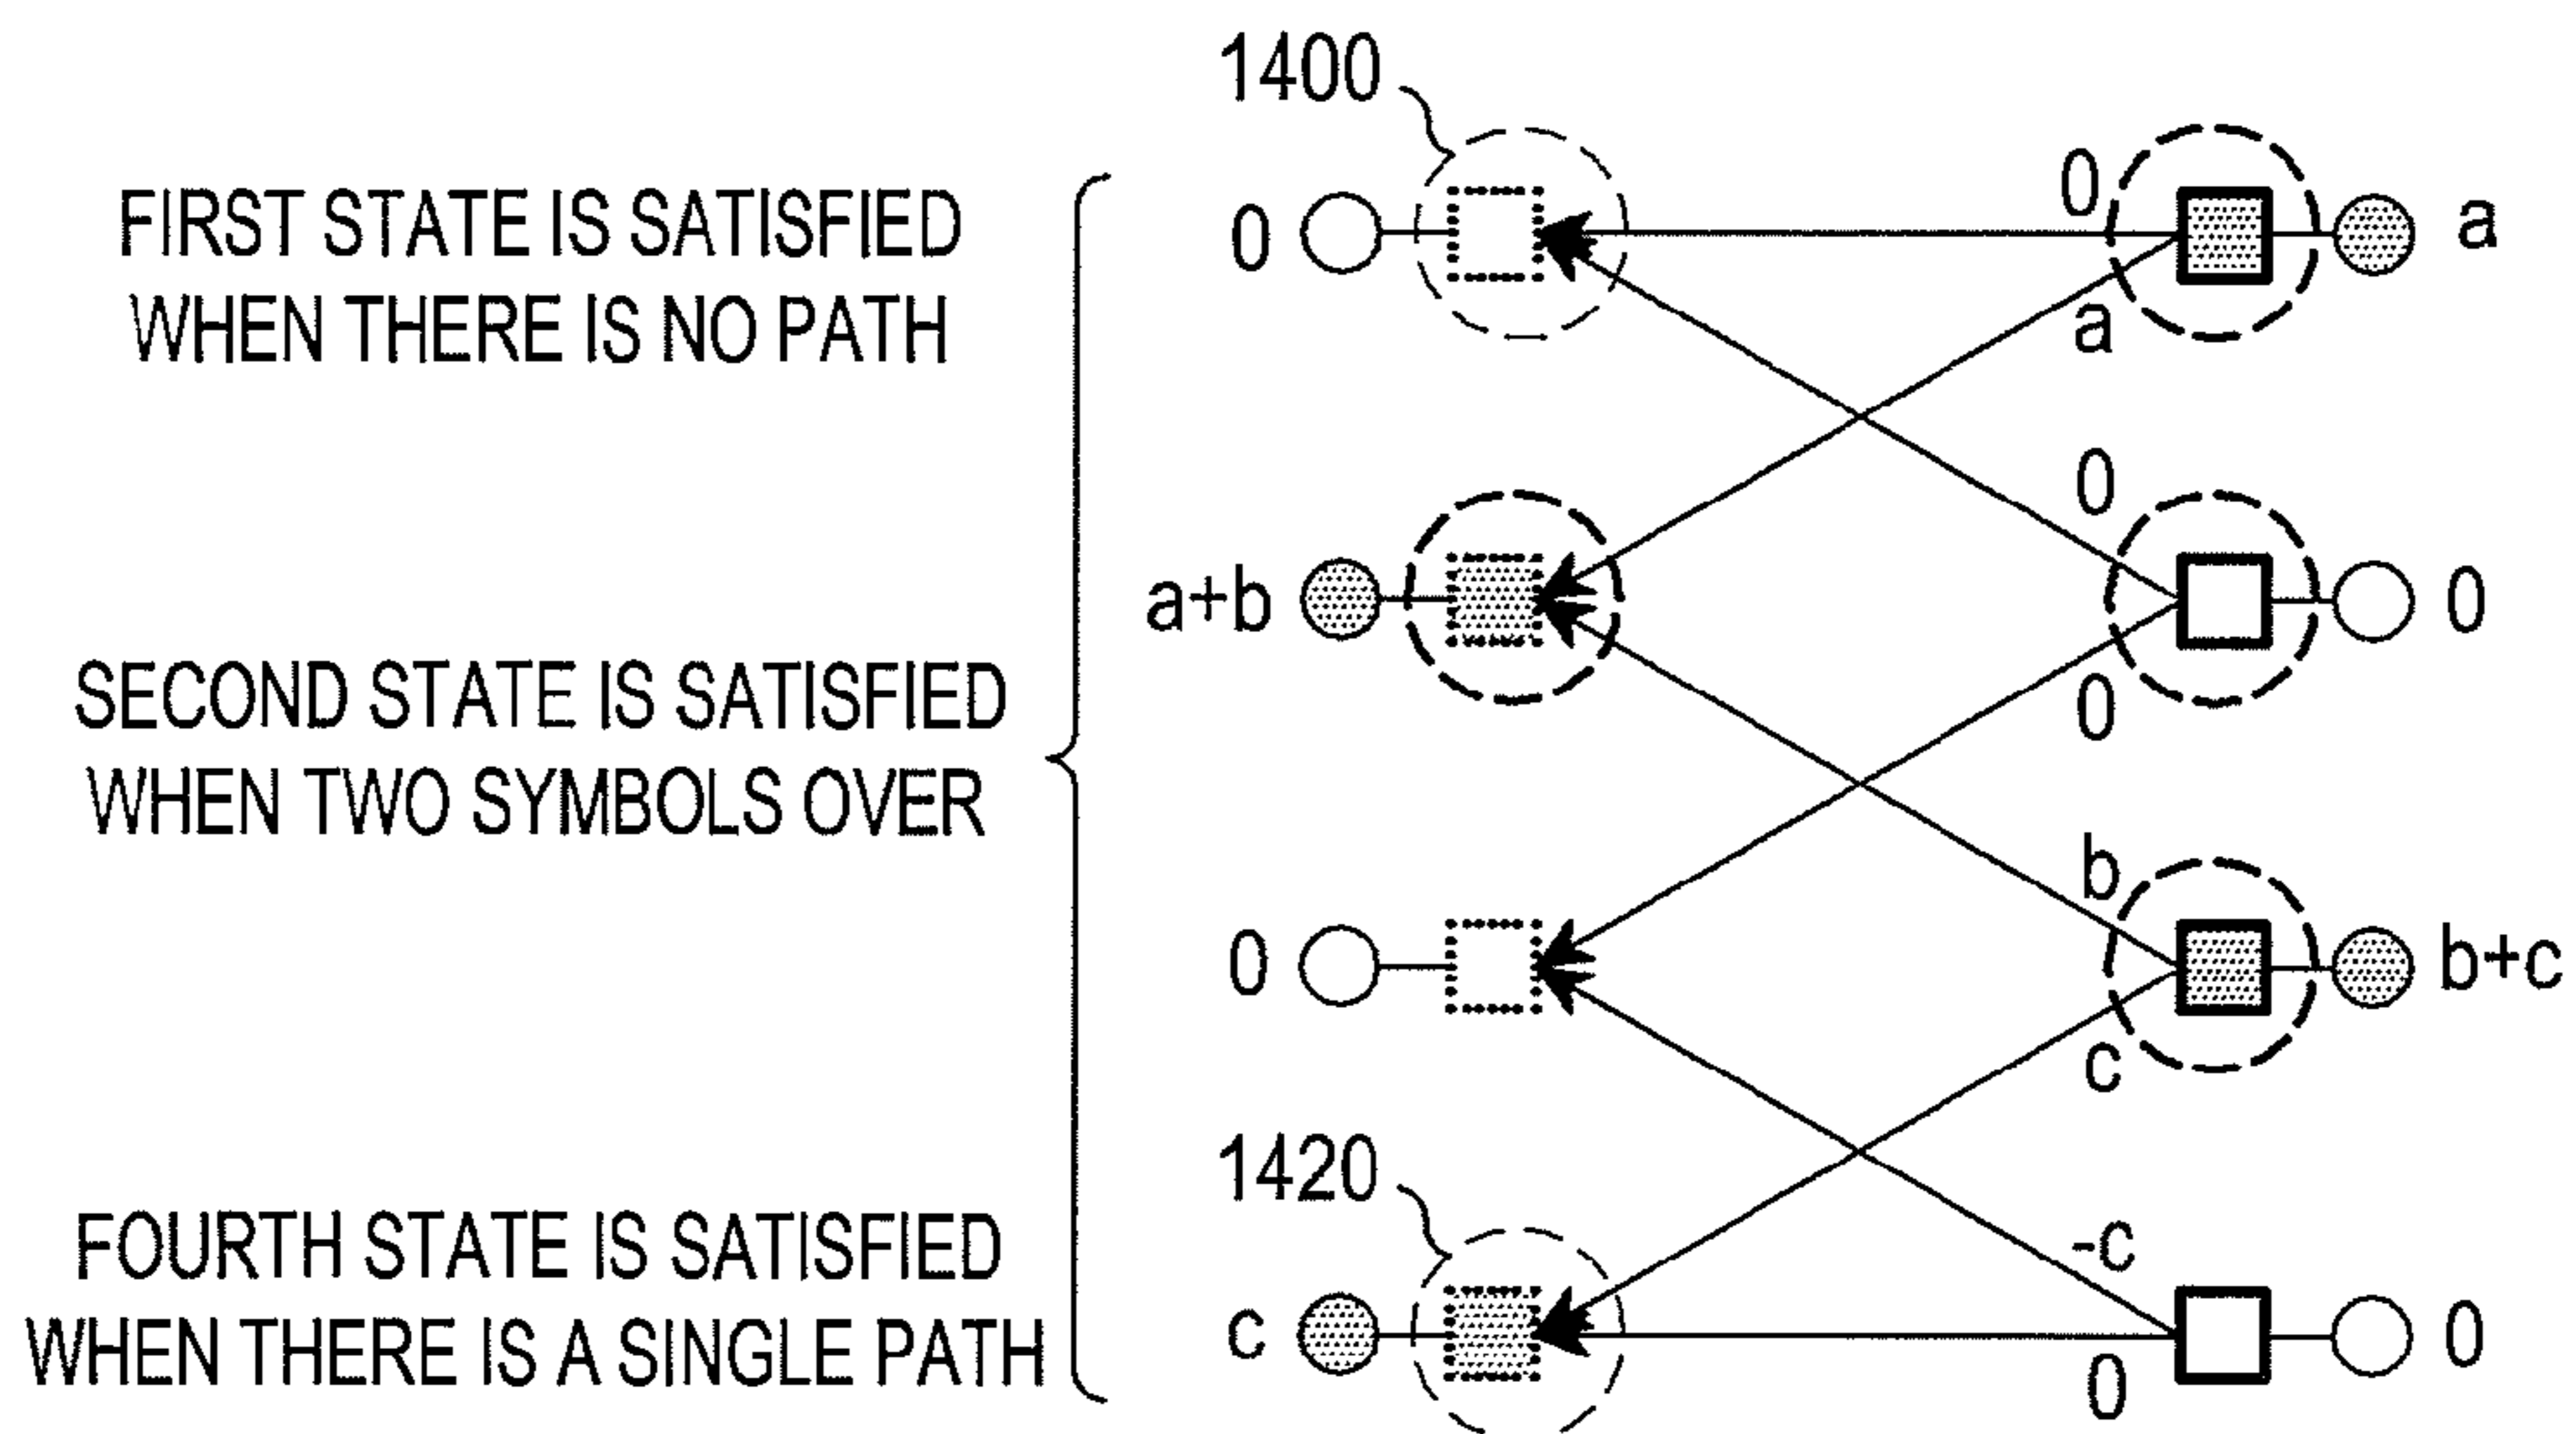 1400
FIRST STATE IS SATISFIED
WHEN THERE IS NO PATH
0
0
a
a
0
SECOND STATE IS SATISFIED
WHEN TWO SYMBOLS OVER
a+b
0
0
b
0
b+c
c
1420
FOURTH STATE IS SATISFIED
WHEN THERE IS A SINGLE PATH
c
-c
0
0